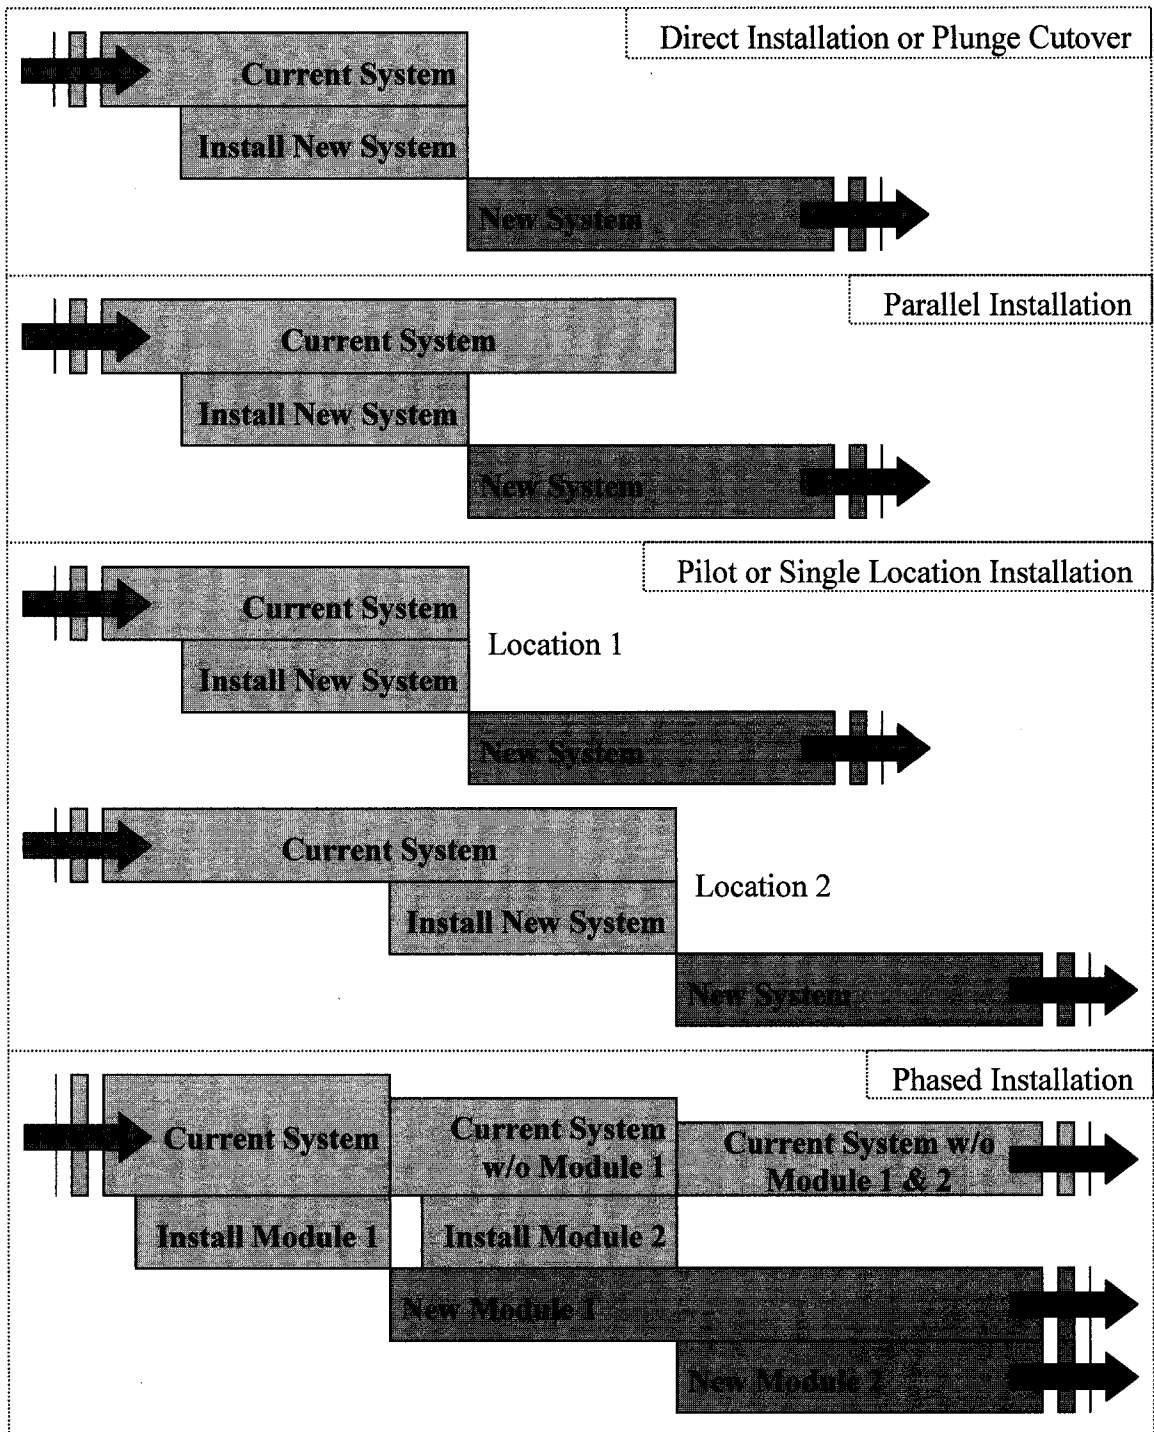 Direct Installation or Plunge Cutover
Current System
Install New System
New System
Parallel Installation
Current System
Install New System
New System
Pilot or Single Location Installation
Current System
Location 1
Install New System
New System
Current System
Location 2
Install New System
New System
Phased Installation
Current System
Current System
w/o Module 1
Current System w/o
Module 1 & 2
Install Module 1
Install Module 2
New Module 1
New Module 2